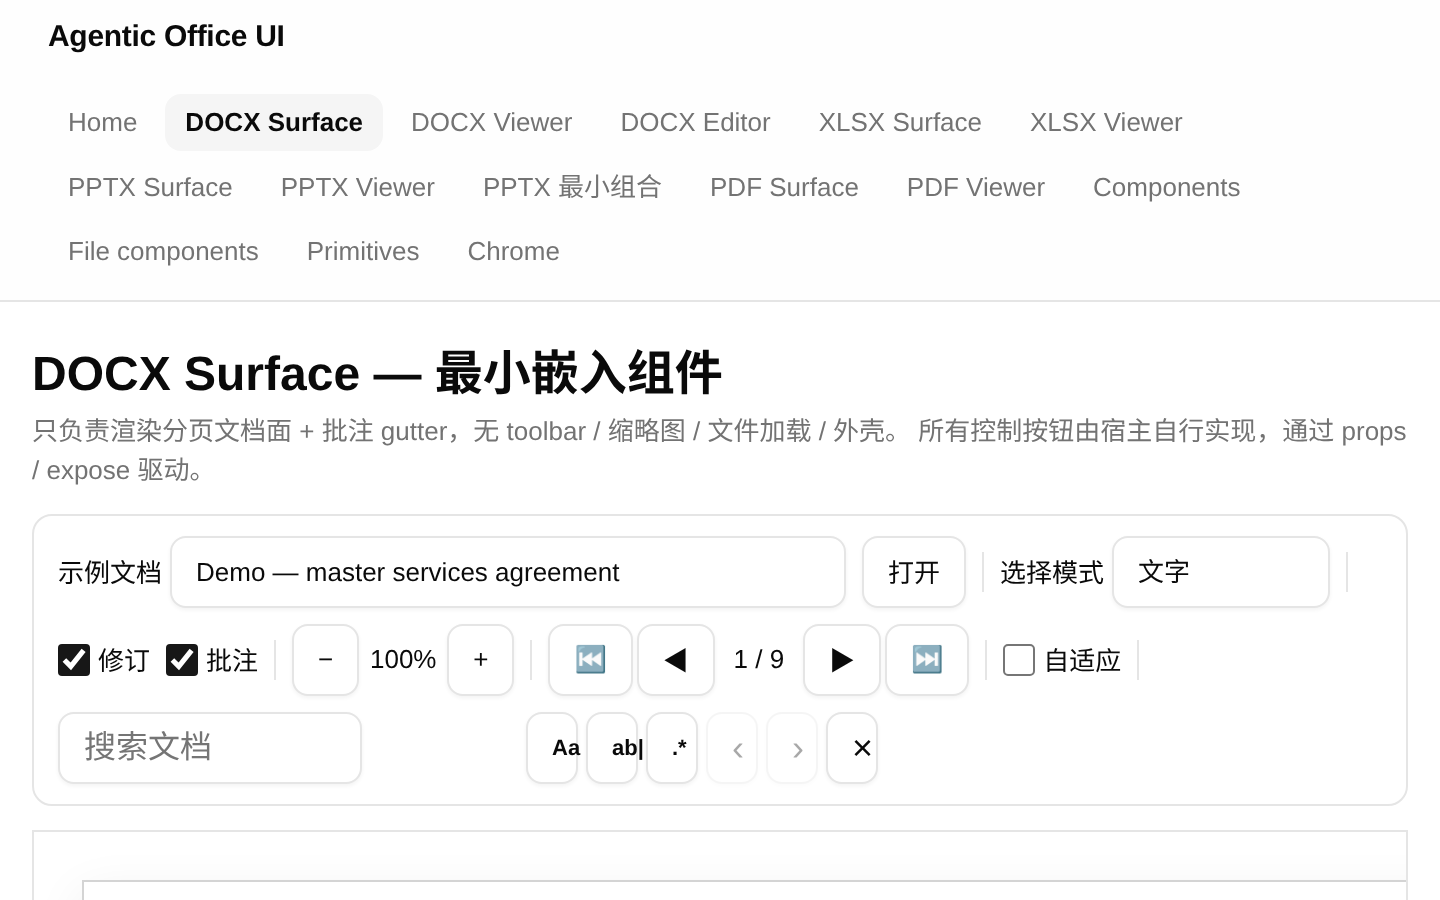 Agentic Office UI
Home DOCX Surface DOCX Viewer DOCX Editor XLSX Surface XLSX Viewer
PPTX Surface PPTX Viewer PPTX 最小组合 PDF Surface PDF Viewer Components
File components Primitives Chrome
DOCX Surface — 最小嵌入组件
只负责渲染分页文档面 + 批注 gutter，无 toolbar / 缩略图 / 文件加载 / 外壳。 所有控制按钮由宿主自行实现，通过 props
/ expose 驱动。
示例文档 Demo — master services agreement 打开 选择模式 文字
修订 批注 − 100% + ⏮ ◀ 1 / 9 ▶ ⏭ 自适应
搜索文档 Aa ab| .* ‹ › ✕